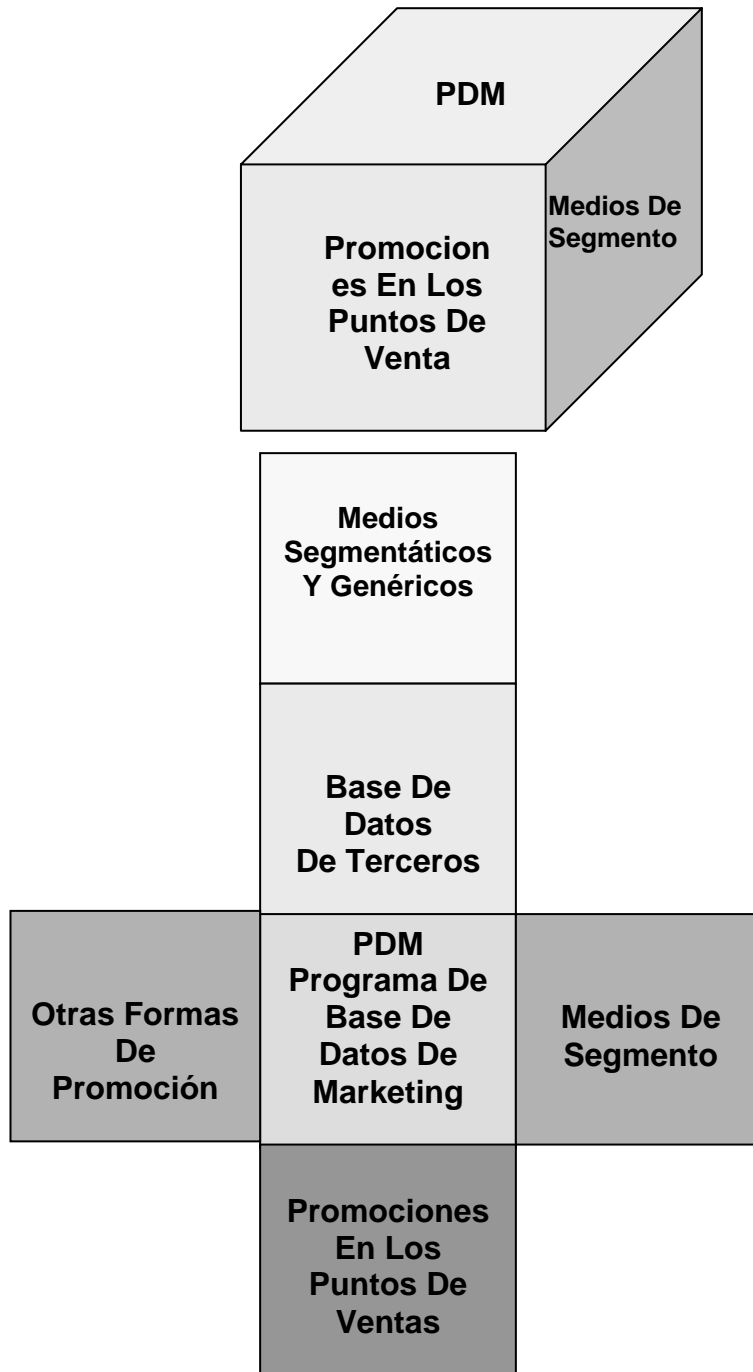 PDM
Medios De
Segmento
Promocion
es En Los
Puntos De
Venta
Medios
Segmentáticos
Y Genéricos
Base De
Datos
De Terceros
PDM
Programa De
Base De
Datos De
Marketing
Otras Formas
De
Promoción
Medios De
Segmento
Promociones
En Los
Puntos De
Ventas